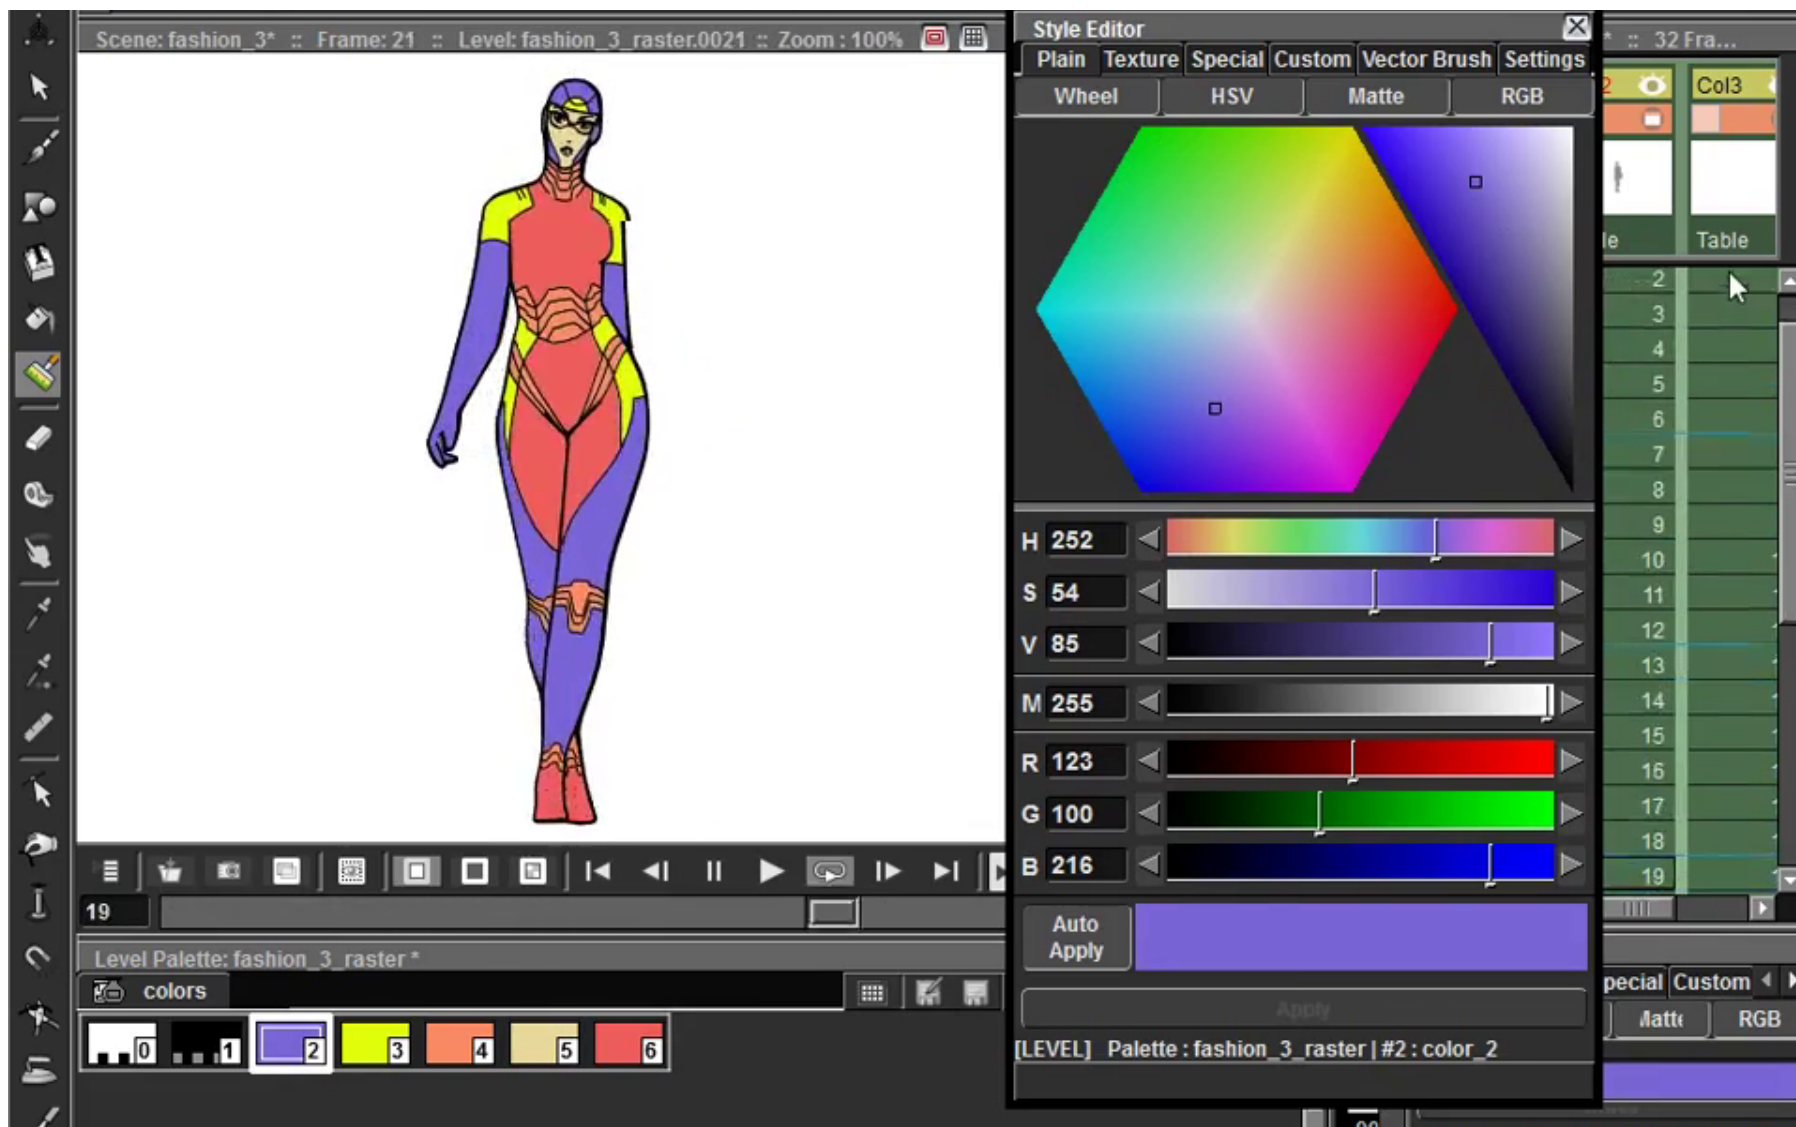 Scene: fashion_3* :: Frame: 21 :: Level: fashion_3_raster.0021 :: Zoom : 100%
Style Editor
* :: 32 Fra...
Plain Texture Special Custom Vector Brush Settings
Wheel HSV Matte RGB
2 Col3
le Table
2
3
4
5
6
7
8
9
10
11
12
13
14
15
16
17
18
19
H 252
S 54
V 85
M 255
R 123
G 100
B 216
19
Auto
Apply
Level Palette: fashion_3_raster *
colors
pecial Custom
Matte RGB
Apply
0 1 2 3 4 5 6
[LEVEL] Palette : fashion_3_raster | #2 : color_2